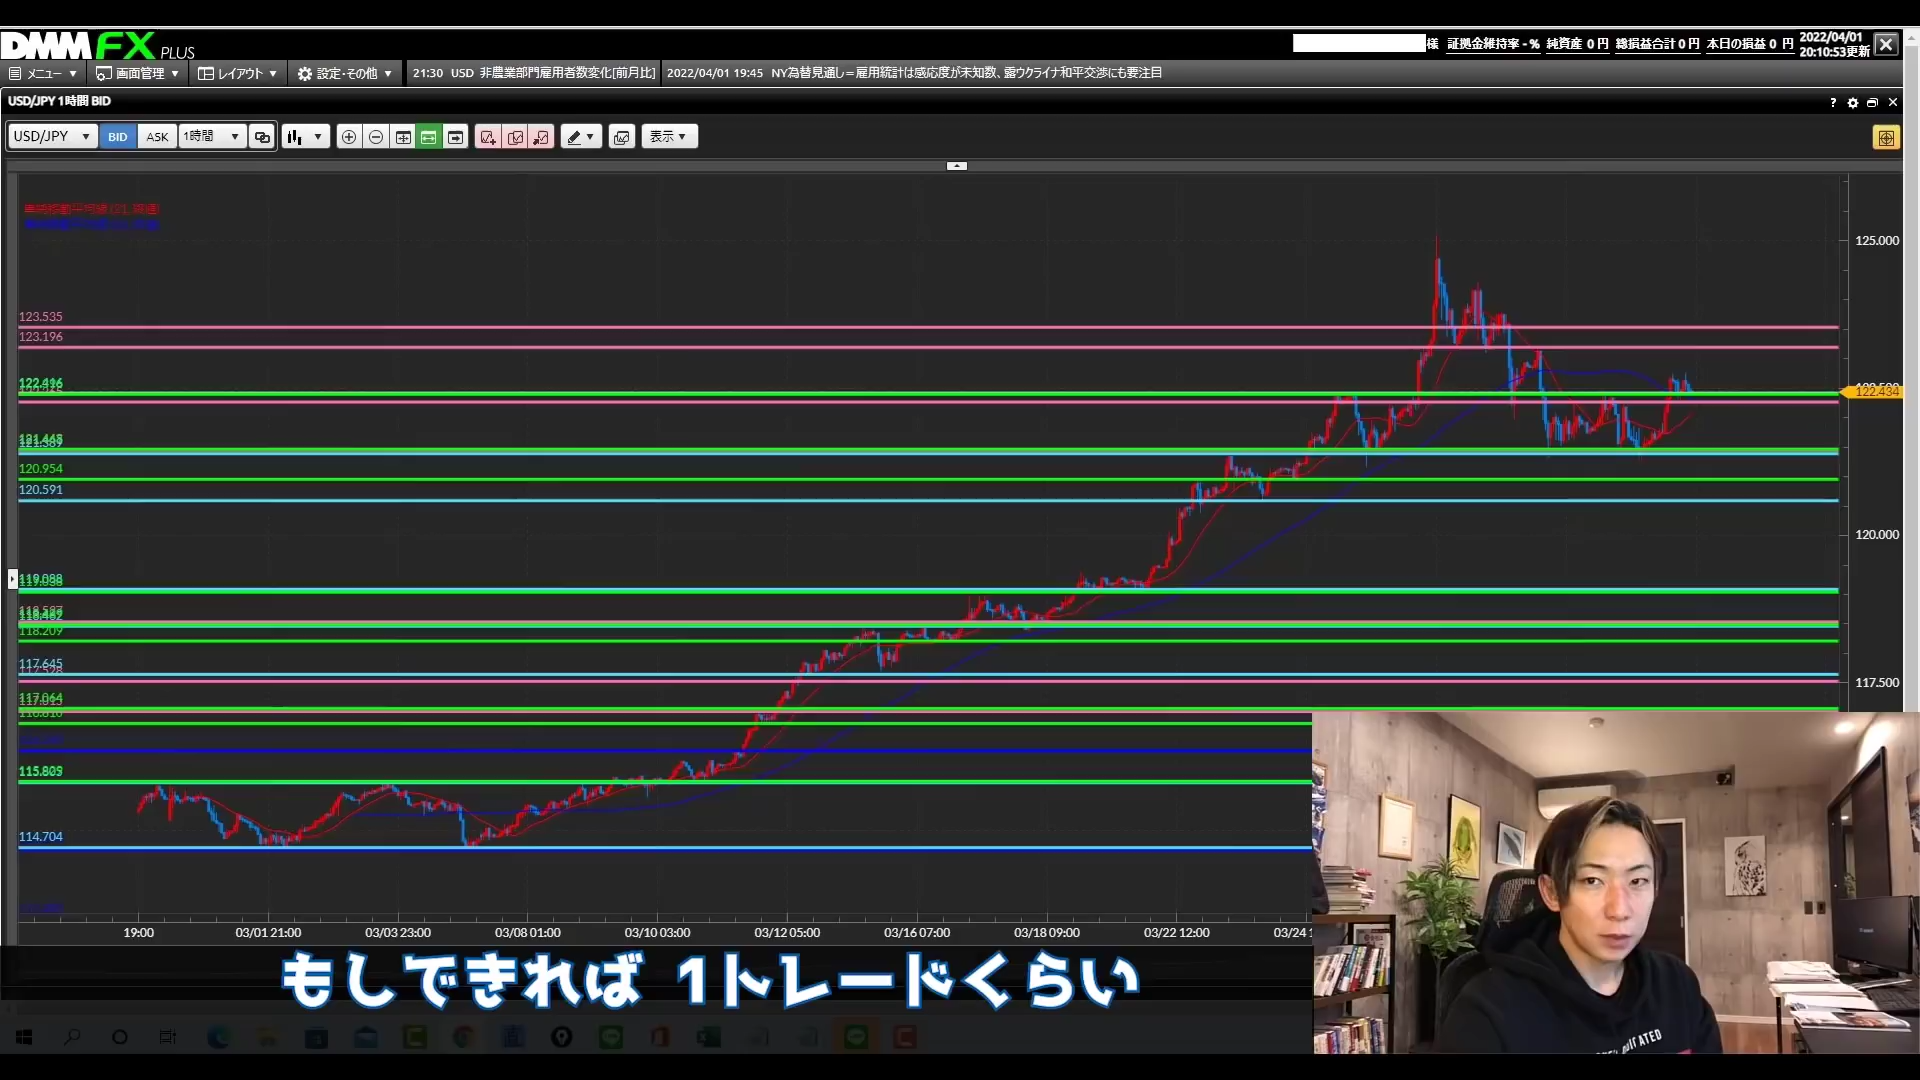 DMMFX PLUS
様 証拠金維持率 - % 純資産 0 円 総損益合計 0 円 本日の損益 0 円
2022/04/01
20:10:53更新
メニュー 画面管理 レイアウト 設定・その他 21:30 USD 非農業部門雇用者数変化[前月比] 2022/04/01 19:45 NY為替見通し＝雇用統計は感応度が未知数、露ウクライナ和平交渉にも要注目
USD/JPY 1時間 BID
USD/JPY BID ASK 1時間 表示
125.000
123.535
123.196
122.434
120.954
120.591
120.000
118.209
117.645
117.500
117.064
114.704
19:00 03/01 21:00 03/03 23:00 03/08 01:00 03/10 03:00 03/12 05:00 03/16 07:00 03/18 09:00 03/22 12:00 03/24
もしできれば 1トレードくらい